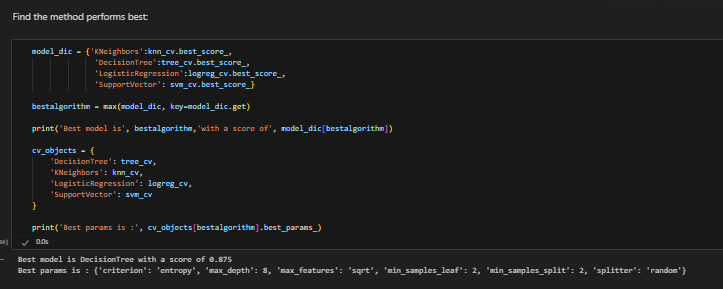 Find the method performs best:
model_dic = {'KNeighbors':knn_cv.best_score_,
'DecisionTree':tree_cv.best_score_,
'LogisticRegression':logreg_cv.best_score_,
'SupportVector': svm_cv.best_score_}
bestalgorithm = max(model_dic, key=model_dic.get)
print('Best model is', bestalgorithm,'with a score of', model_dic[bestalgorithm])
cv_objects = {
'DecisionTree': tree_cv,
'KNeighbors': knn_cv,
'LogisticRegression': logreg_cv,
'SupportVector': svm_cv
}
print('Best params is :', cv_objects[bestalgorithm].best_params_)
✓ 0.0s
Best model is DecisionTree with a score of 0.875
Best params is : {'criterion': 'entropy', 'max_depth': 8, 'max_features': 'sqrt', 'min_samples_leaf': 2, 'min_samples_split': 2, 'splitter': 'random'}